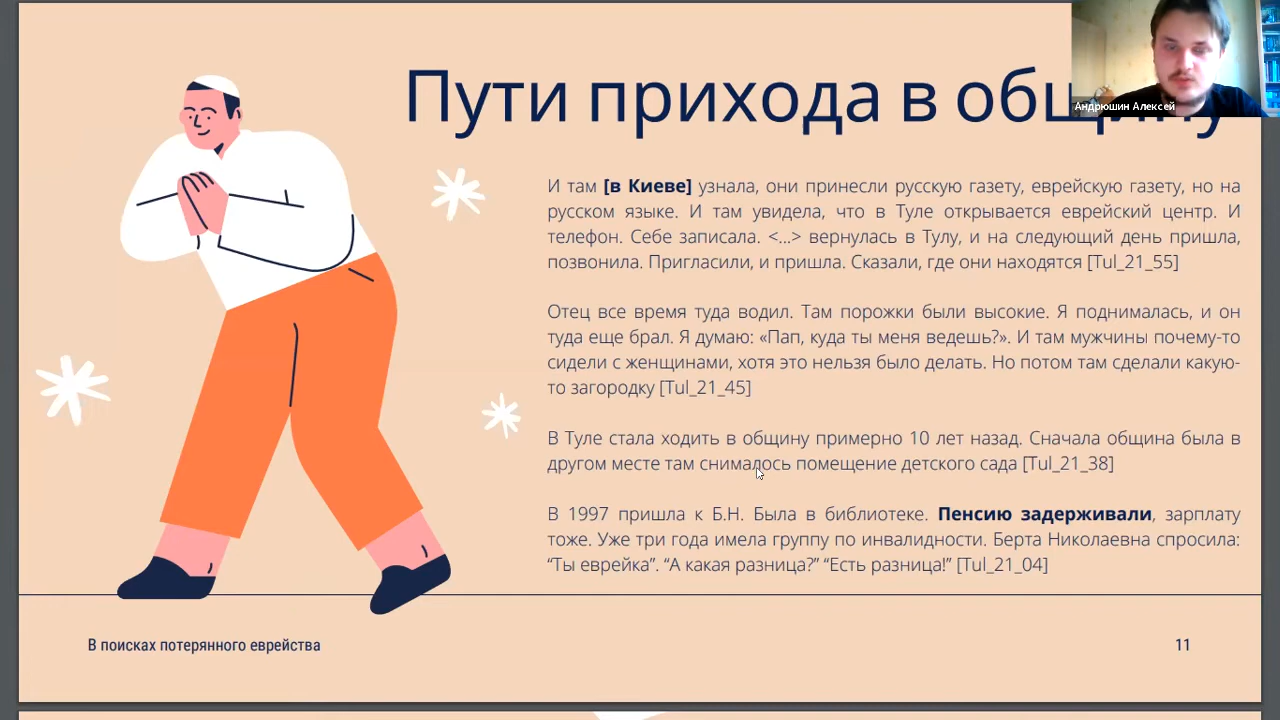 Андрюшин Алексей
Пути прихода в общину
И там [в Киеве] узнала, они принесли русскую газету, еврейскую газету, но на
русском языке. И там увидела, что в Туле открывается еврейский центр. И
телефон. Себе записала. <...> вернулась в Тулу, и на следующий день пришла,
позвонила. Пригласили, и пришла. Сказали, где они находятся [Tul_21_55]
Отец все время туда водил. Там порожки были высокие. Я поднималась, и он
туда еще брал. Я думаю: «Пап, куда ты меня ведешь?». И там мужчины почему-то
сидели с женщинами, хотя это нельзя было делать. Но потом там сделали какую-
то загородку [Tul_21_45]
В Туле стала ходить в общину примерно 10 лет назад. Сначала община была в
другом месте там снималось помещение детского сада [Tul_21_38]
В 1997 пришла к Б.Н. Была в библиотеке. Пенсию задерживали, зарплату
тоже. Уже три года имела группу по инвалидности. Берта Николаевна спросила:
“Ты еврейка”. “А какая разница?” “Есть разница!” [Tul_21_04]
В поисках потерянного еврейства
11